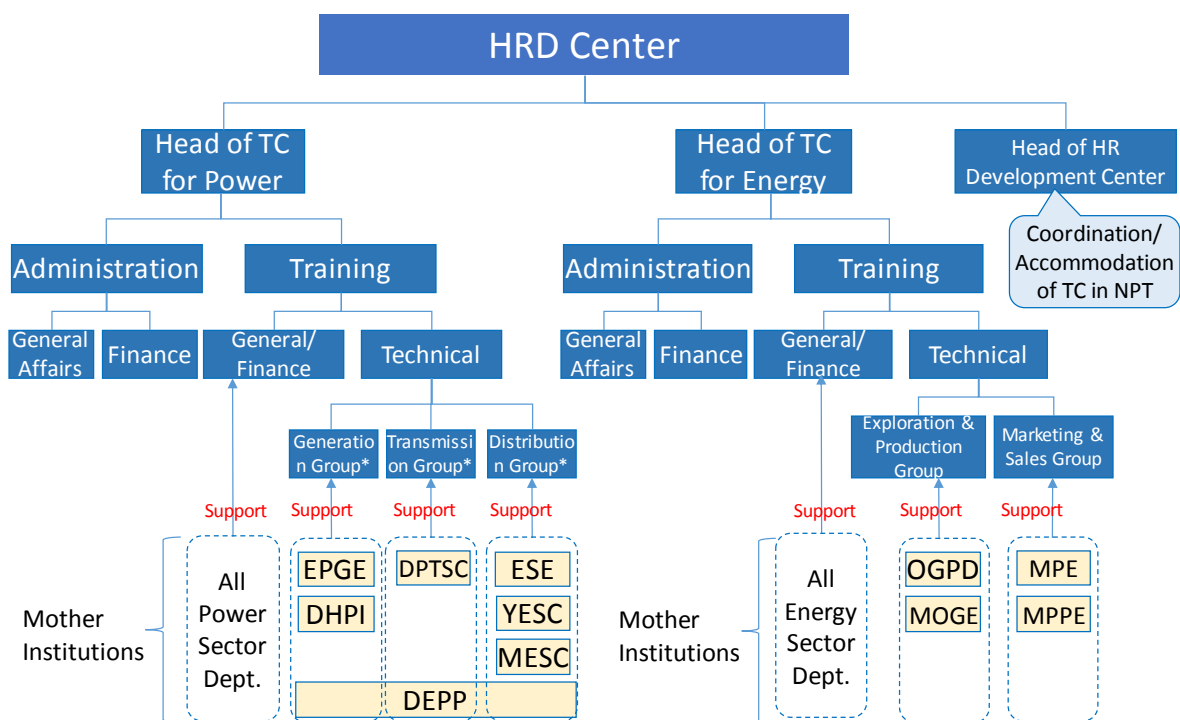 HRD Center
Head of TC
for Power
Head of TC
for Energy
Head of HR
Development Center
Coordination/
Accommodation
of TC in NPT
Administration
Training
Administration
Training
General
Affairs
Finance
General/
Finance
Technical
General
Affairs
Finance
General/
Finance
Technical
Generatio
n Group*
Transmissi
on Group*
Distributio
n Group*
Exploration &
Production
Group
Marketing &
Sales Group
Support
Support
Support
Support
Support
Support
Support
Mother
Institutions
All
Power
Sector
Dept.
EPGE
DHPI
DPTSC
ESE
YESC
MESC
DEPP
Mother
Institutions
All
Energy
Sector
Dept.
OGPD
MOGE
MPE
MPPE